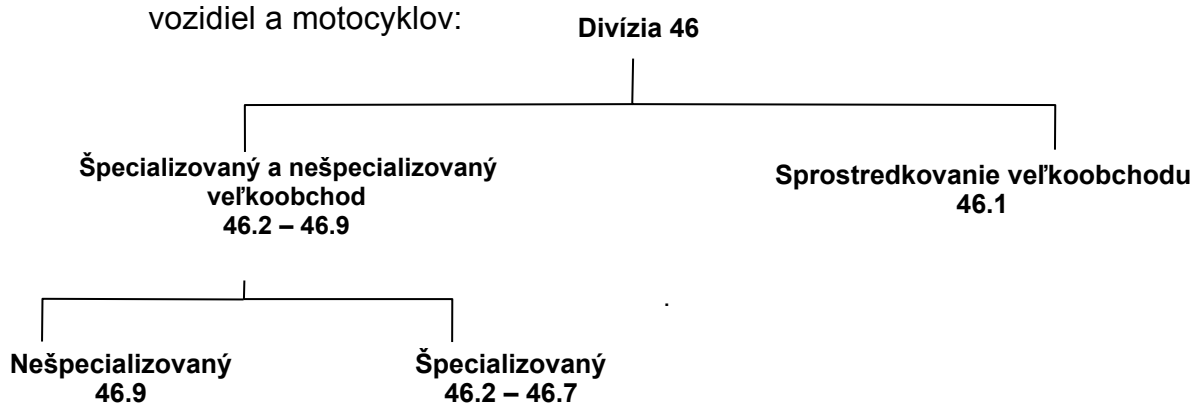 vozidiel a motocyklov:
Divízia 46
Špecializovaný a nešpecializovaný
veľkoobchod
46.2 – 46.9
Sprostredkovanie veľkoobchodu
46.1
Nešpecializovaný
46.9
Špecializovaný
46.2 – 46.7